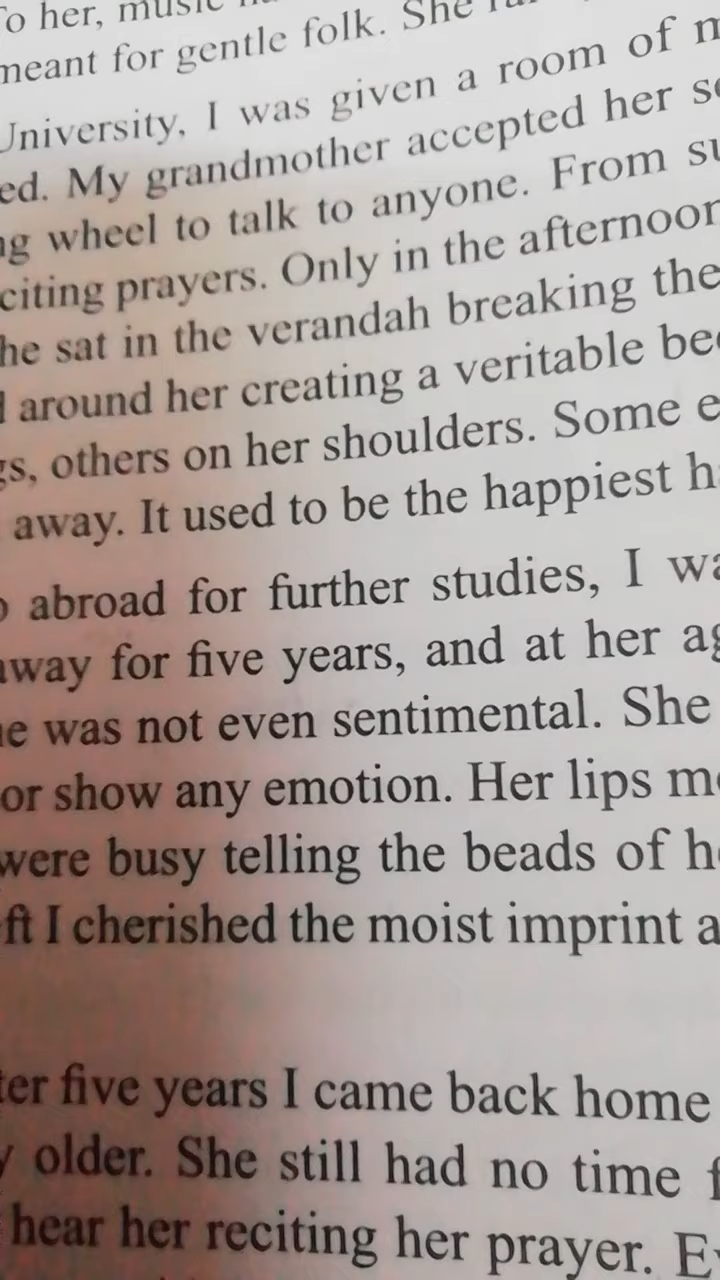 To her, music
meant for gentle folk. She
University, I was given a room of
ed. My grandmother accepted her
wheel to talk to anyone. From
citing prayers. Only in the afternoon
he sat in the verandah breaking the
around her creating a veritable
gs, others on her shoulders. Some
away. It used to be the happiest
abroad for further studies, I
away for five years, and at her
was not even sentimental. She
or show any emotion. Her lips
were busy telling the beads of
ft I cherished the moist imprint
ter five years I came back home
older. She still had no time
hear her reciting her prayer.